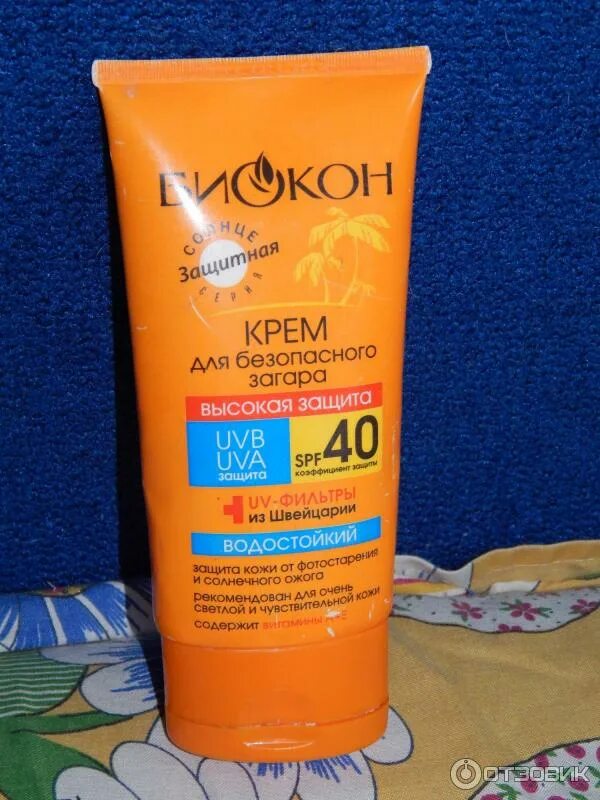 БИОКОН
СОЛНЦЕ
Защитная
СЕРИЯ
КРЕМ
для безопасного
загара
ВЫСОКАЯ ЗАЩИТА
UVB
UVA
защита
SPF 40
коэффициент защиты
UV-ФИЛЬТРЫ
из Швейцарии
ВОДОСТОЙКИЙ
защита кожи от фотостарения
и солнечного ожога
рекомендован для очень
светлой и чувствительной кожи
содержит витамины А+Е
ОТЗОВИК